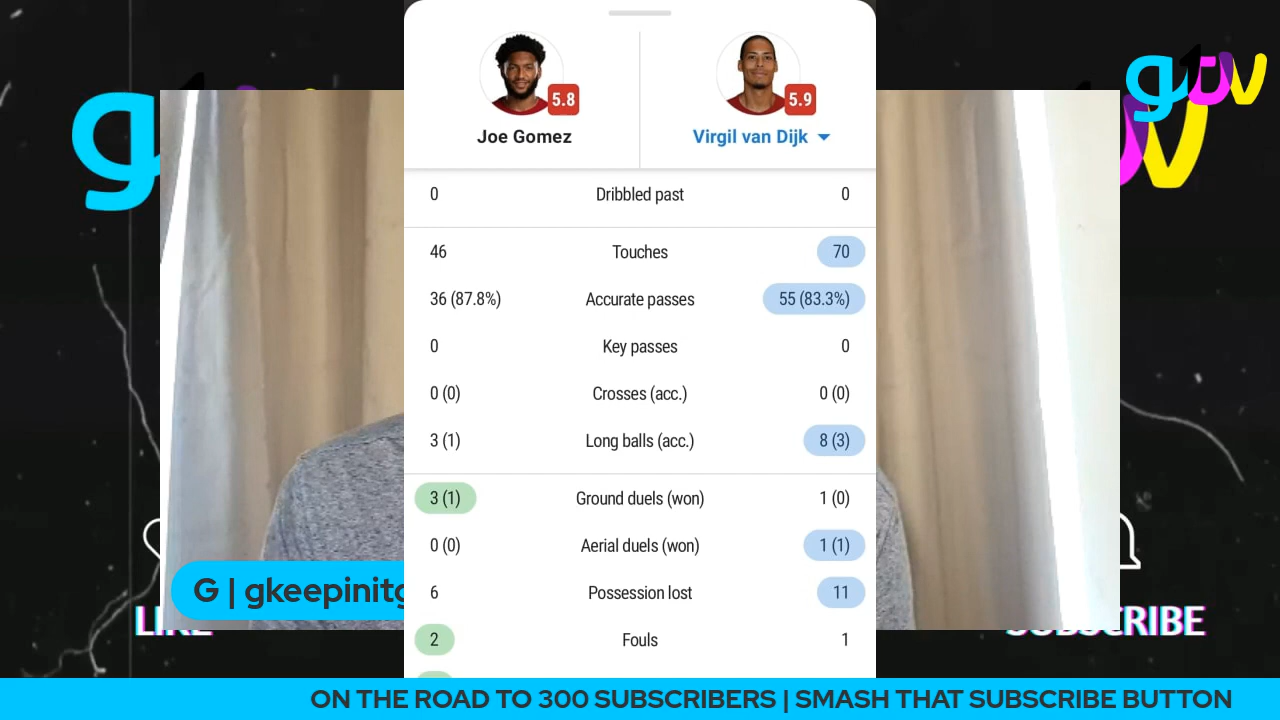 gtv
5.8
5.9
Joe Gomez
Virgil van Dijk
0 Dribbled past 0
46 Touches 70
36 (87.8%) Accurate passes 55 (83.3%)
0 Key passes 0
0 (0) Crosses (acc.) 0 (0)
3 (1) Long balls (acc.) 8 (3)
3 (1) Ground duels (won) 1 (0)
0 (0) Aerial duels (won) 1 (1)
6 Possession lost 11
2 Fouls 1
G | gkeepinitg
LIKE
SUBSCRIBE
ON THE ROAD TO 300 SUBSCRIBERS | SMASH THAT SUBSCRIBE BUTTON